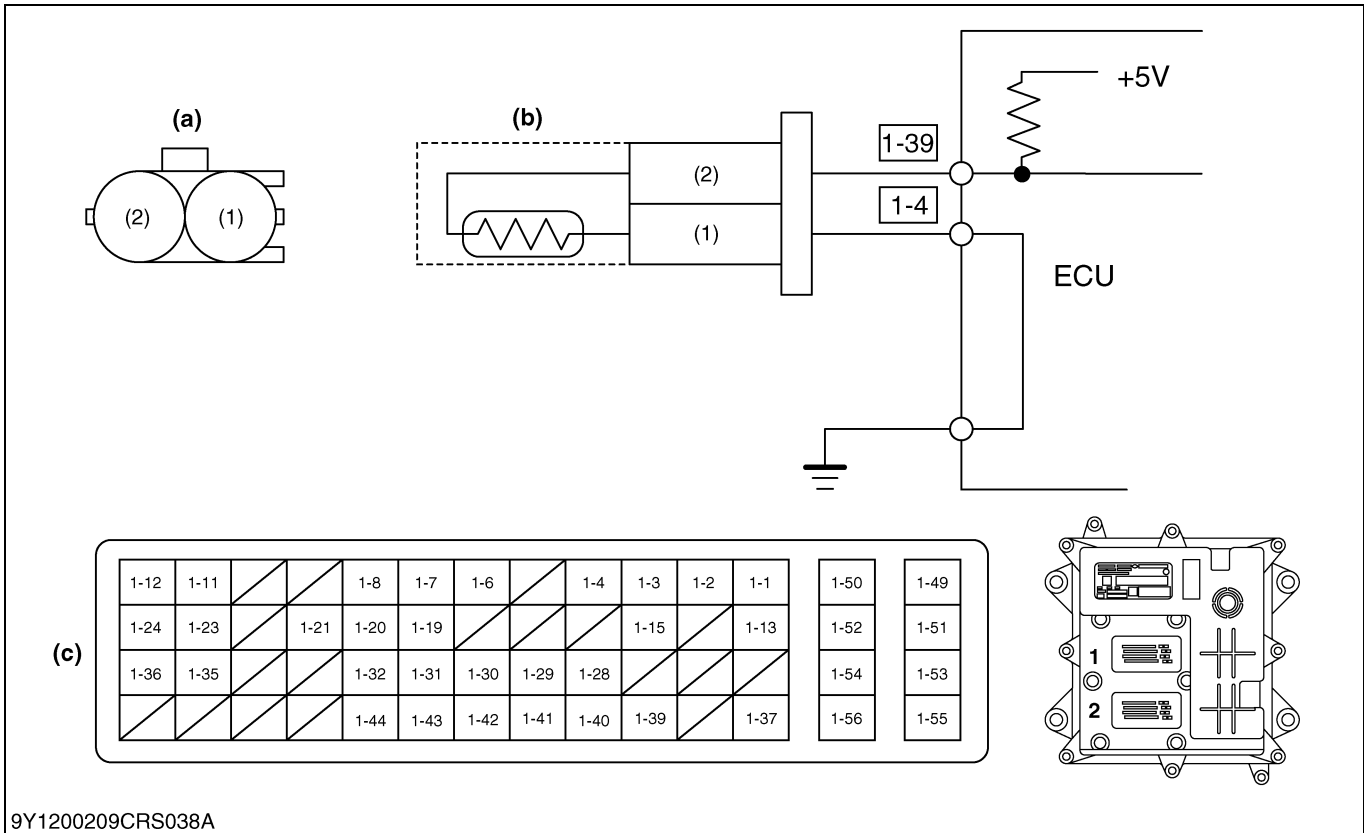 +5V
(a)
(b)
1-39
(2)
(2) (1)
1-4
(1)
ECU
(c)
1-12 1-11 1-8 1-7 1-6 1-4 1-3 1-2 1-1 1-50 1-49
1-24 1-23 1-21 1-20 1-19 1-15 1-13 1-52 1-51
1-36 1-35 1-32 1-31 1-30 1-29 1-28 1-54 1-53
1-44 1-43 1-42 1-41 1-40 1-39 1-37 1-56 1-55
1
2
9Y1200209CRS038A